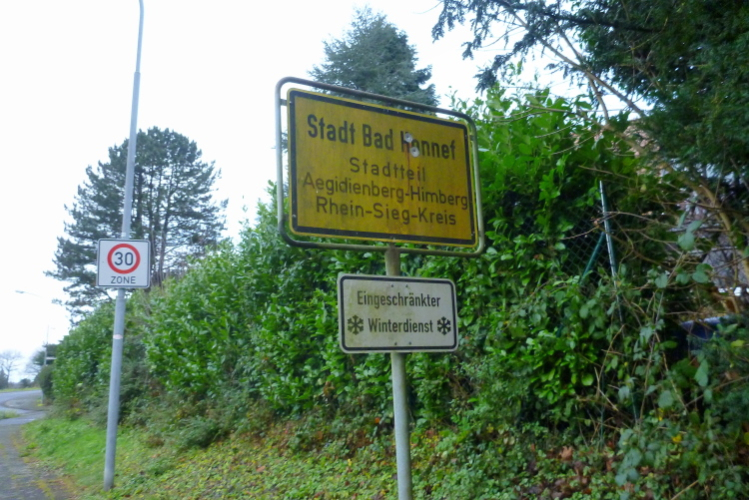 Stadt Bad Honnef
Stadtteil
Aegidienberg-Himberg
Rhein-Sieg-Kreis
Eingeschränkter
Winterdienst
30
ZONE